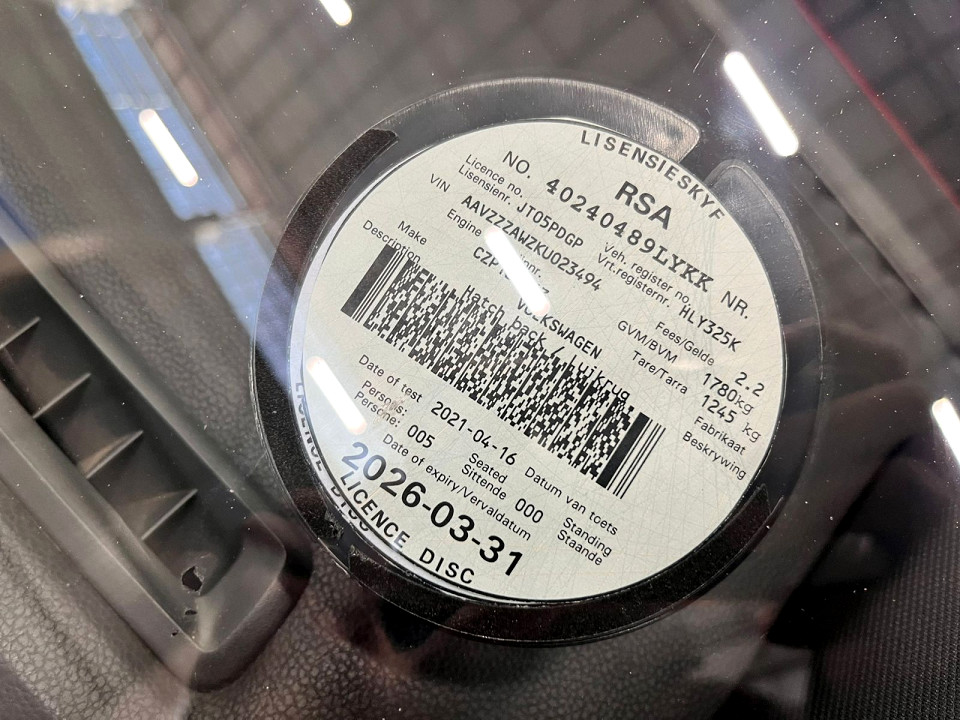 LISENSIESKYF
RSA
NO. 40240489LYKK NR.
Licence no. Veh. register no.
Lisensienr. JT05PDGP Vrt.registernr. HLY325K
VIN AAVZZZAWZKU023494 Fees/Gelde 2.2
Engine GVM/BVM 1780kg
Tare/Tarra 1245 kg
Make VOLKSWAGEN Fabrikaat
Description Hatch back / Luikrug Beskrywing
Date of test 2021-04-16 Datum van toets
Persons: Seated Standing
Persone: 005 Sittende 000 Staande
Date of expiry/Vervaldatum
2026-03-31
LICENCE DISC
LICENCE DISC